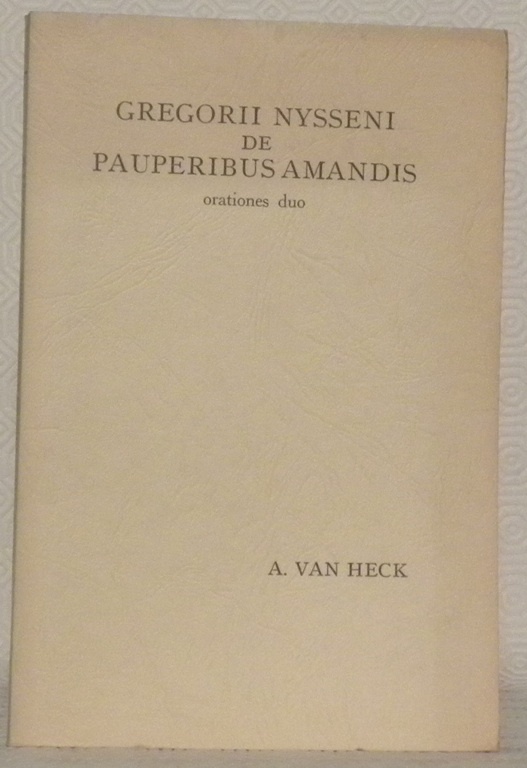 GREGORII NYSSENI
DE
PAUPERIBUS AMANDIS
orationes duo
A. VAN HECK